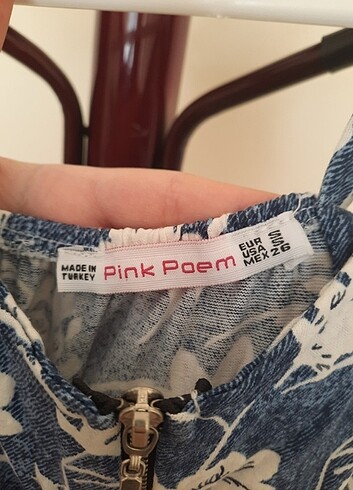 MADE IN
TURKEY
Pink Poem
EUR S
USA S
MEX 26